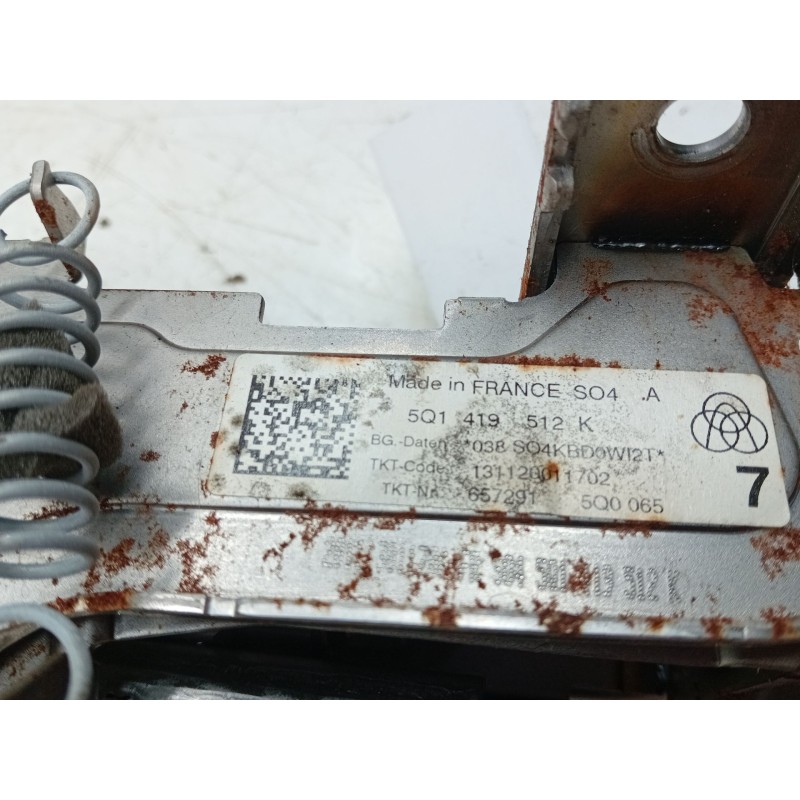 Made in FRANCE SO4 .A
5Q1 419 512 K
BG.-Daten *038 SO4KBD0WI2T*
TKT-Code 131120011702
TKT-Nr. 657291 5Q0 065
7